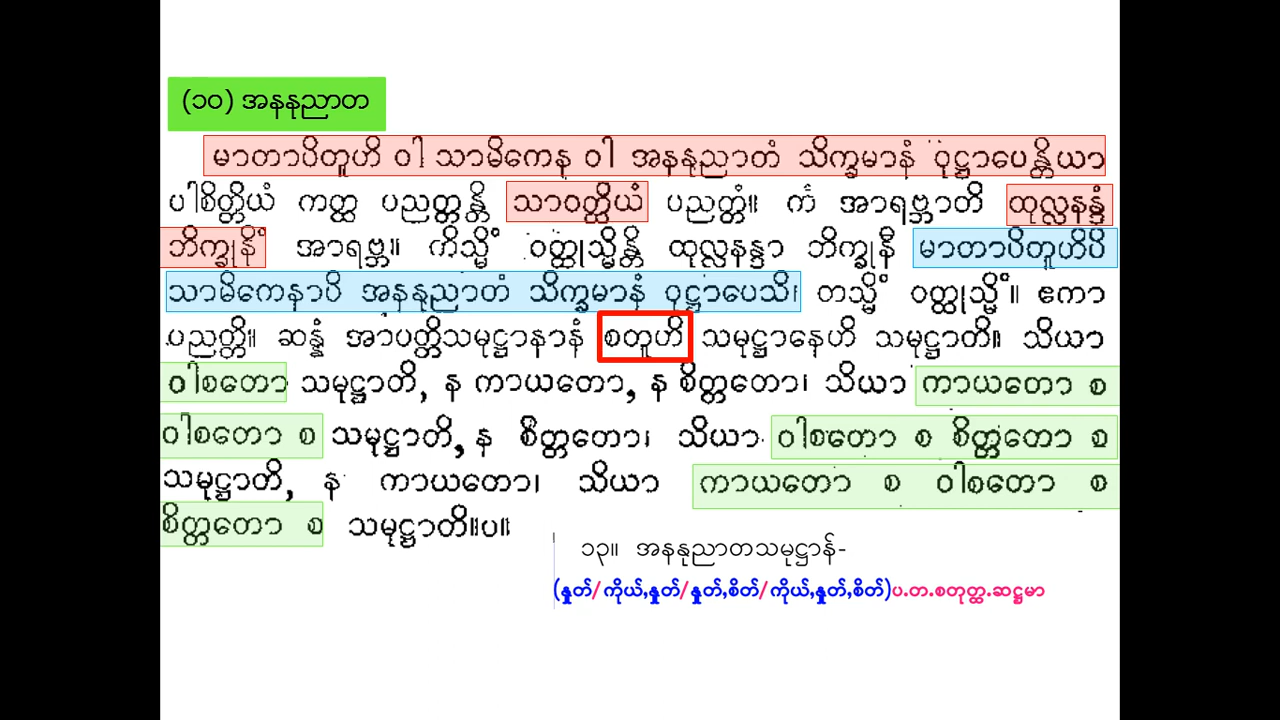 (၁၀) အနနုညာတ
မာတာပိတူဟိ ဝါ သာမိကေန ဝါ အနနုညာတံ သိက္ခမာနံ ဝုဋ္ဌာပေန္တိယာ
ပါစိတ္တိယံ ကတ္ထ ပညတ္တန္တိ သာဝတ္ထိယံ ပညတ္တံ။ ကံ အာရဗ္ဘာတိ ထုလ္လနန္ဒံ
ဘိက္ခုနိံ အာရဗ္ဘ။ ကိသ္မိံ ဝတ္ထုသ္မိန္တိ ထုလ္လနန္ဒာ ဘိက္ခုနီ မာတာပိတူဟိပိ
သာမိကေနာပိ အနနုညာတံ သိက္ခမာနံ ဝုဋ္ဌာပေသိ၊ တသ္မိံ ဝတ္ထုသ္မိံ။ ဧကာ
ပညတ္တိ။ ဆန္နံ အာပတ္တိသမုဋ္ဌာနာနံ စတူဟိ သမုဋ္ဌာနေဟိ သမုဋ္ဌာတိ။ သိယာ
ဝါစတော သမုဋ္ဌာတိ, န ကာယတော, န စိတ္တတော၊ သိယာ ကာယတော စ
ဝါစတော စ သမုဋ္ဌာတိ, န စိတ္တတော၊ သိယာ ဝါစတော စ စိတ္တတော စ
သမုဋ္ဌာတိ, န ကာယတော၊ သိယာ ကာယတော စ ဝါစတော စ
စိတ္တတော စ သမုဋ္ဌာတိ။ပ။
၁၃။ အနနုညာတသမုဋ္ဌာန်-
(နှုတ်/ကိုယ်,နှုတ်/နှုတ်,စိတ်/ကိုယ်,နှုတ်,စိတ်)ပ.တ.စတုတ္ထ.ဆဋ္ဌမာ